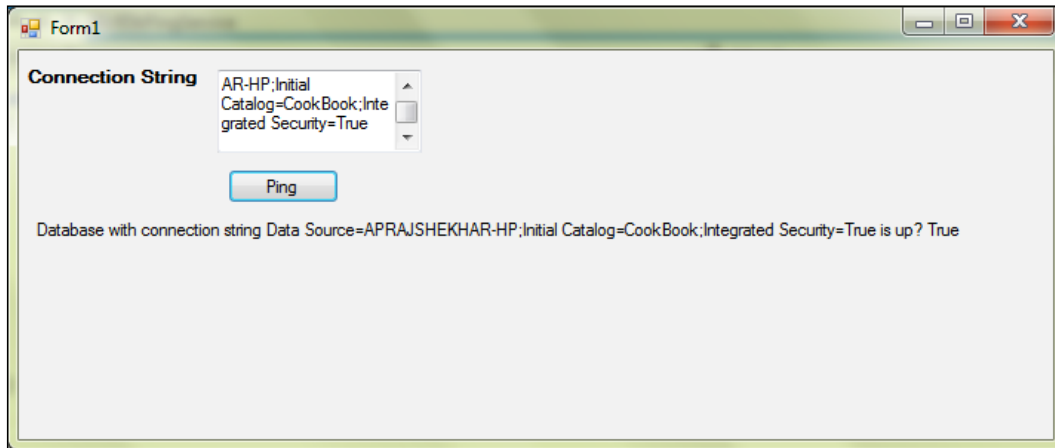 Form1
Connection String
AR-HP;Initial
Catalog=CookBook;Inte
grated Security=True
Ping
Database with connection string Data Source=APRAJSHEKHAR-HP;Initial Catalog=CookBook;Integrated Security=True is up? True